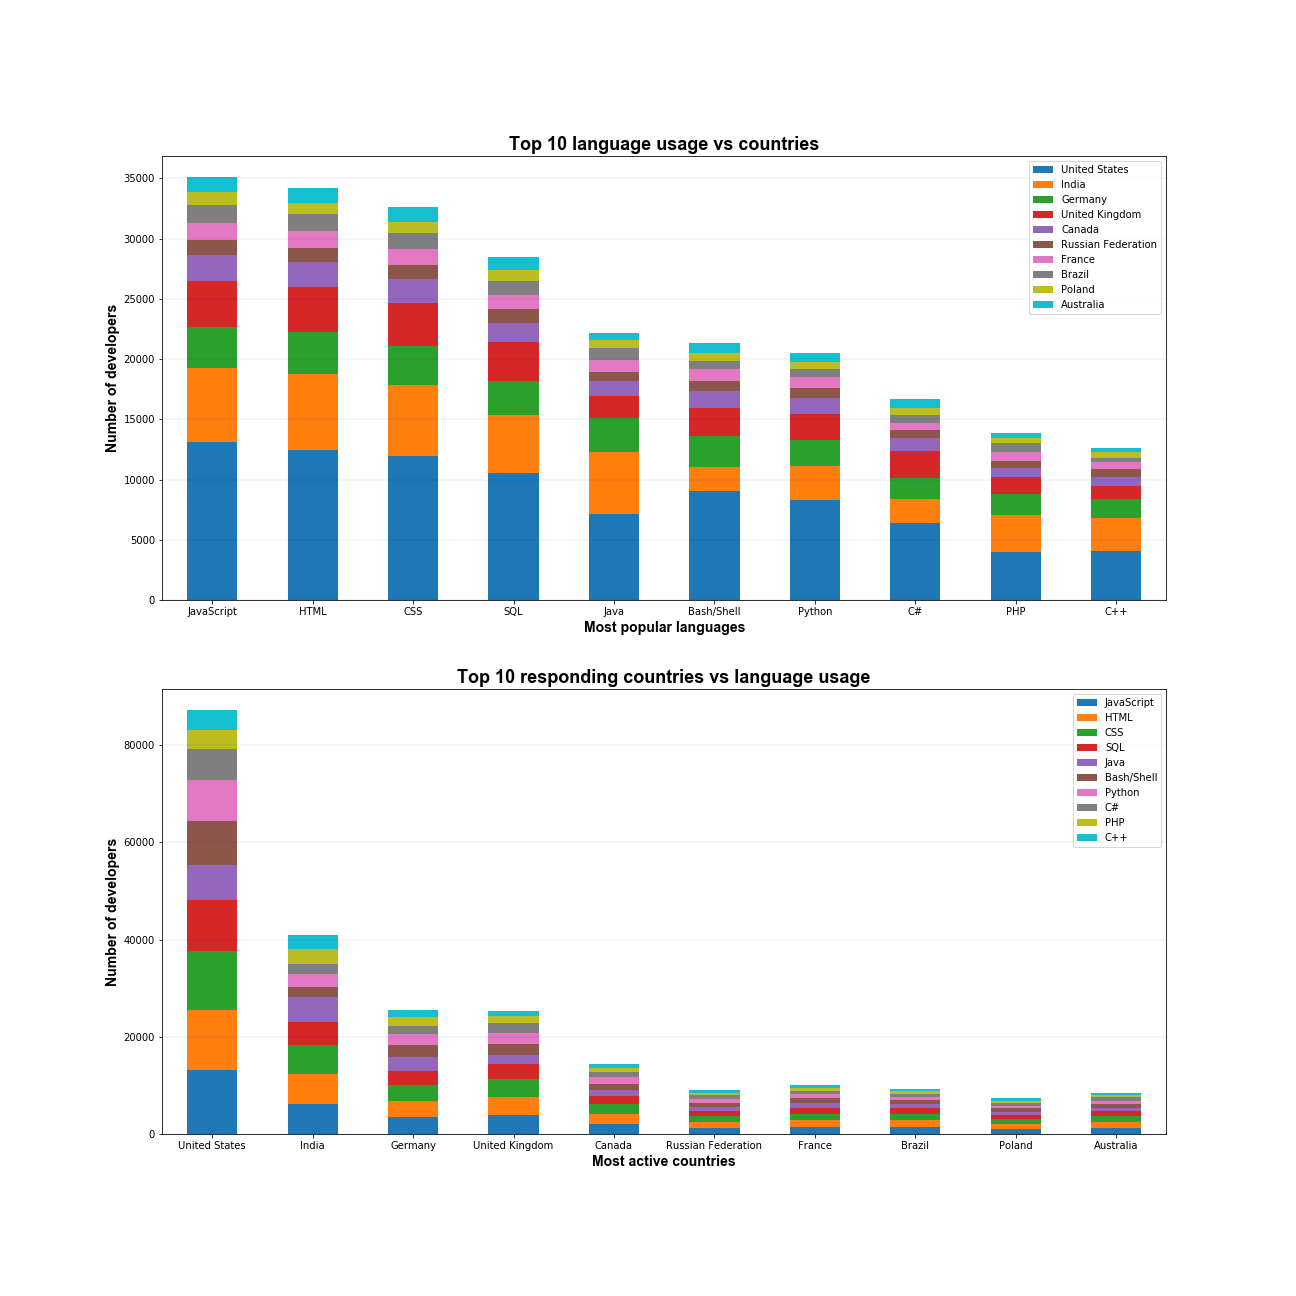 Top 10 language usage vs countries
Number of developers
35000
30000
25000
20000
15000
10000
5000
0
United States
India
Germany
United Kingdom
Canada
Russian Federation
France
Brazil
Poland
Australia
JavaScript HTML CSS SQL Java Bash/Shell Python C# PHP C++
Most popular languages
Top 10 responding countries vs language usage
Number of developers
80000
60000
40000
20000
0
JavaScript
HTML
CSS
SQL
Java
Bash/Shell
Python
C#
PHP
C++
United States India Germany United Kingdom Canada Russian Federation France Brazil Poland Australia
Most active countries